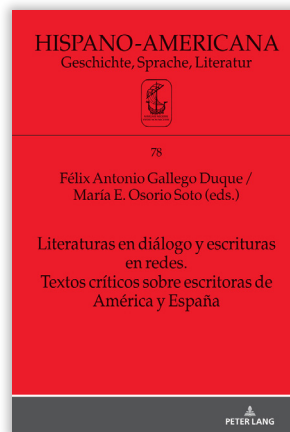 HISPANO-AMERICANA
Geschichte, Sprache, Literatur
78
Félix Antonio Gallego Duque /
María E. Osorio Soto (eds.)
Literaturas en diálogo y escrituras
en redes.
Textos críticos sobre escritoras de
América y España
PETER LANG